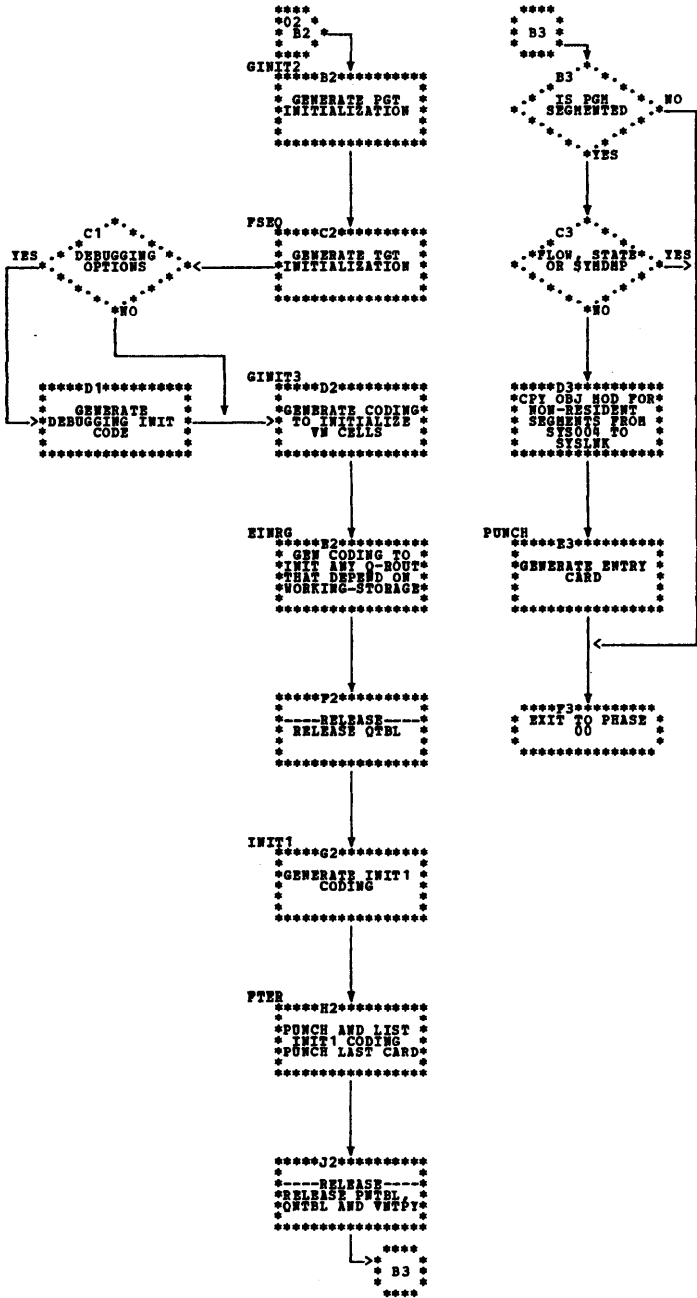 02
B2
GINIT2
B2
GENERATE PGT
INITIALIZATION
FSEQ
C2
GENERATE TGT
INITIALIZATION
C1
YES
DEBUGGING
OPTIONS
NO
D1
GENERATE
DEBUGGING INIT
CODE
GINIT3
D2
GENERATE CODING
TO INITIALIZE
VN CELLS
EINRG
E2
GEN CODING TO
INIT ANY Q-ROUT
THAT DEPEND ON
WORKING-STORAGE
F2
----RELEASE----
RELEASE QTBL
INIT1
G2
GENERATE INIT1
CODING
FTER
H2
PUNCH AND LIST
INIT1 CODING
PUNCH LAST CARD
J2
----RELEASE----
RELEASE PNTBL,
QNTBL AND VNTPY
B3
B3
B3
IS PGM
SEGMENTED
NO
YES
C3
FLOW, STATE
OR SYMDMP
YES
NO
D3
CPY OBJ MOD FOR
NON-RESIDENT
SEGMENTS FROM
SYS004 TO
SYSLNK
PUNCH
E3
GENERATE ENTRY
CARD
F3
EXIT TO PHASE
00